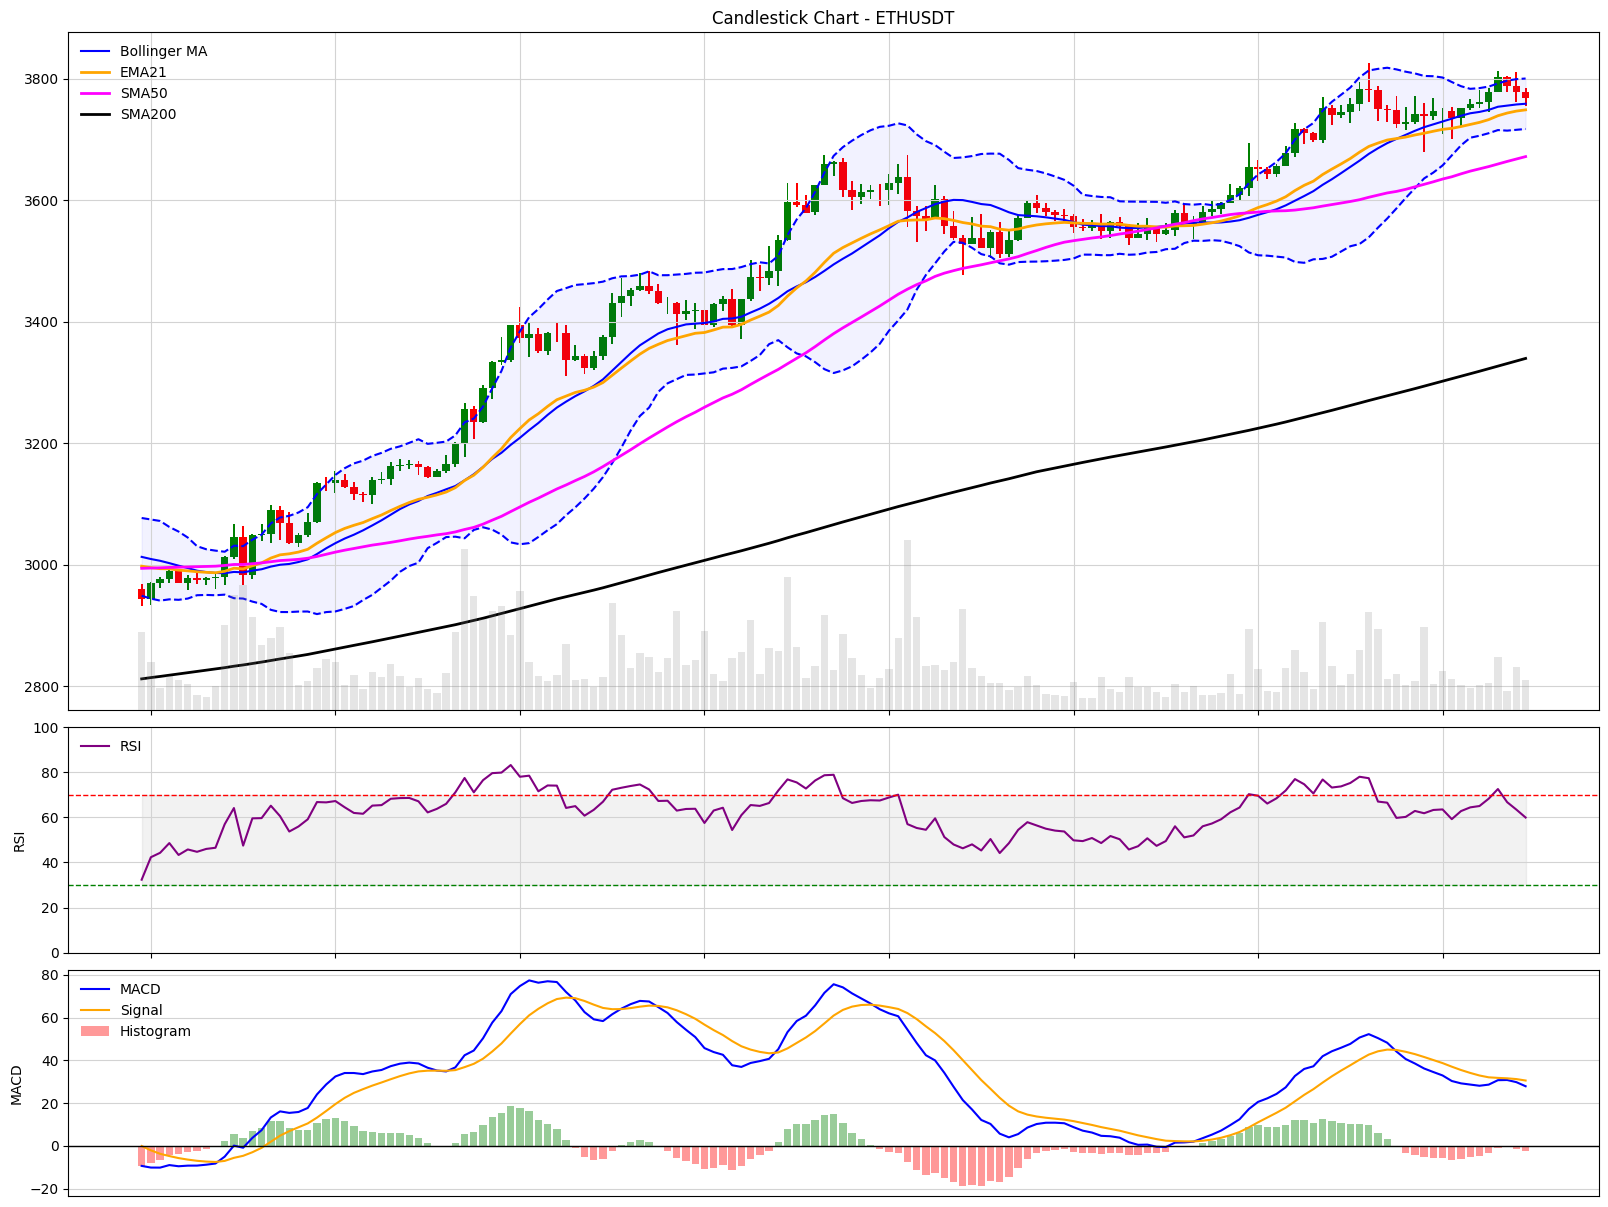 Candlestick Chart - ETHUSDT
Bollinger MA
EMA21
SMA50
SMA200
3800
3600
3400
3200
3000
2800
RSI
100
80
60
40
20
0
RSI
MACD
Signal
Histogram
80
60
40
20
0
−20
MACD